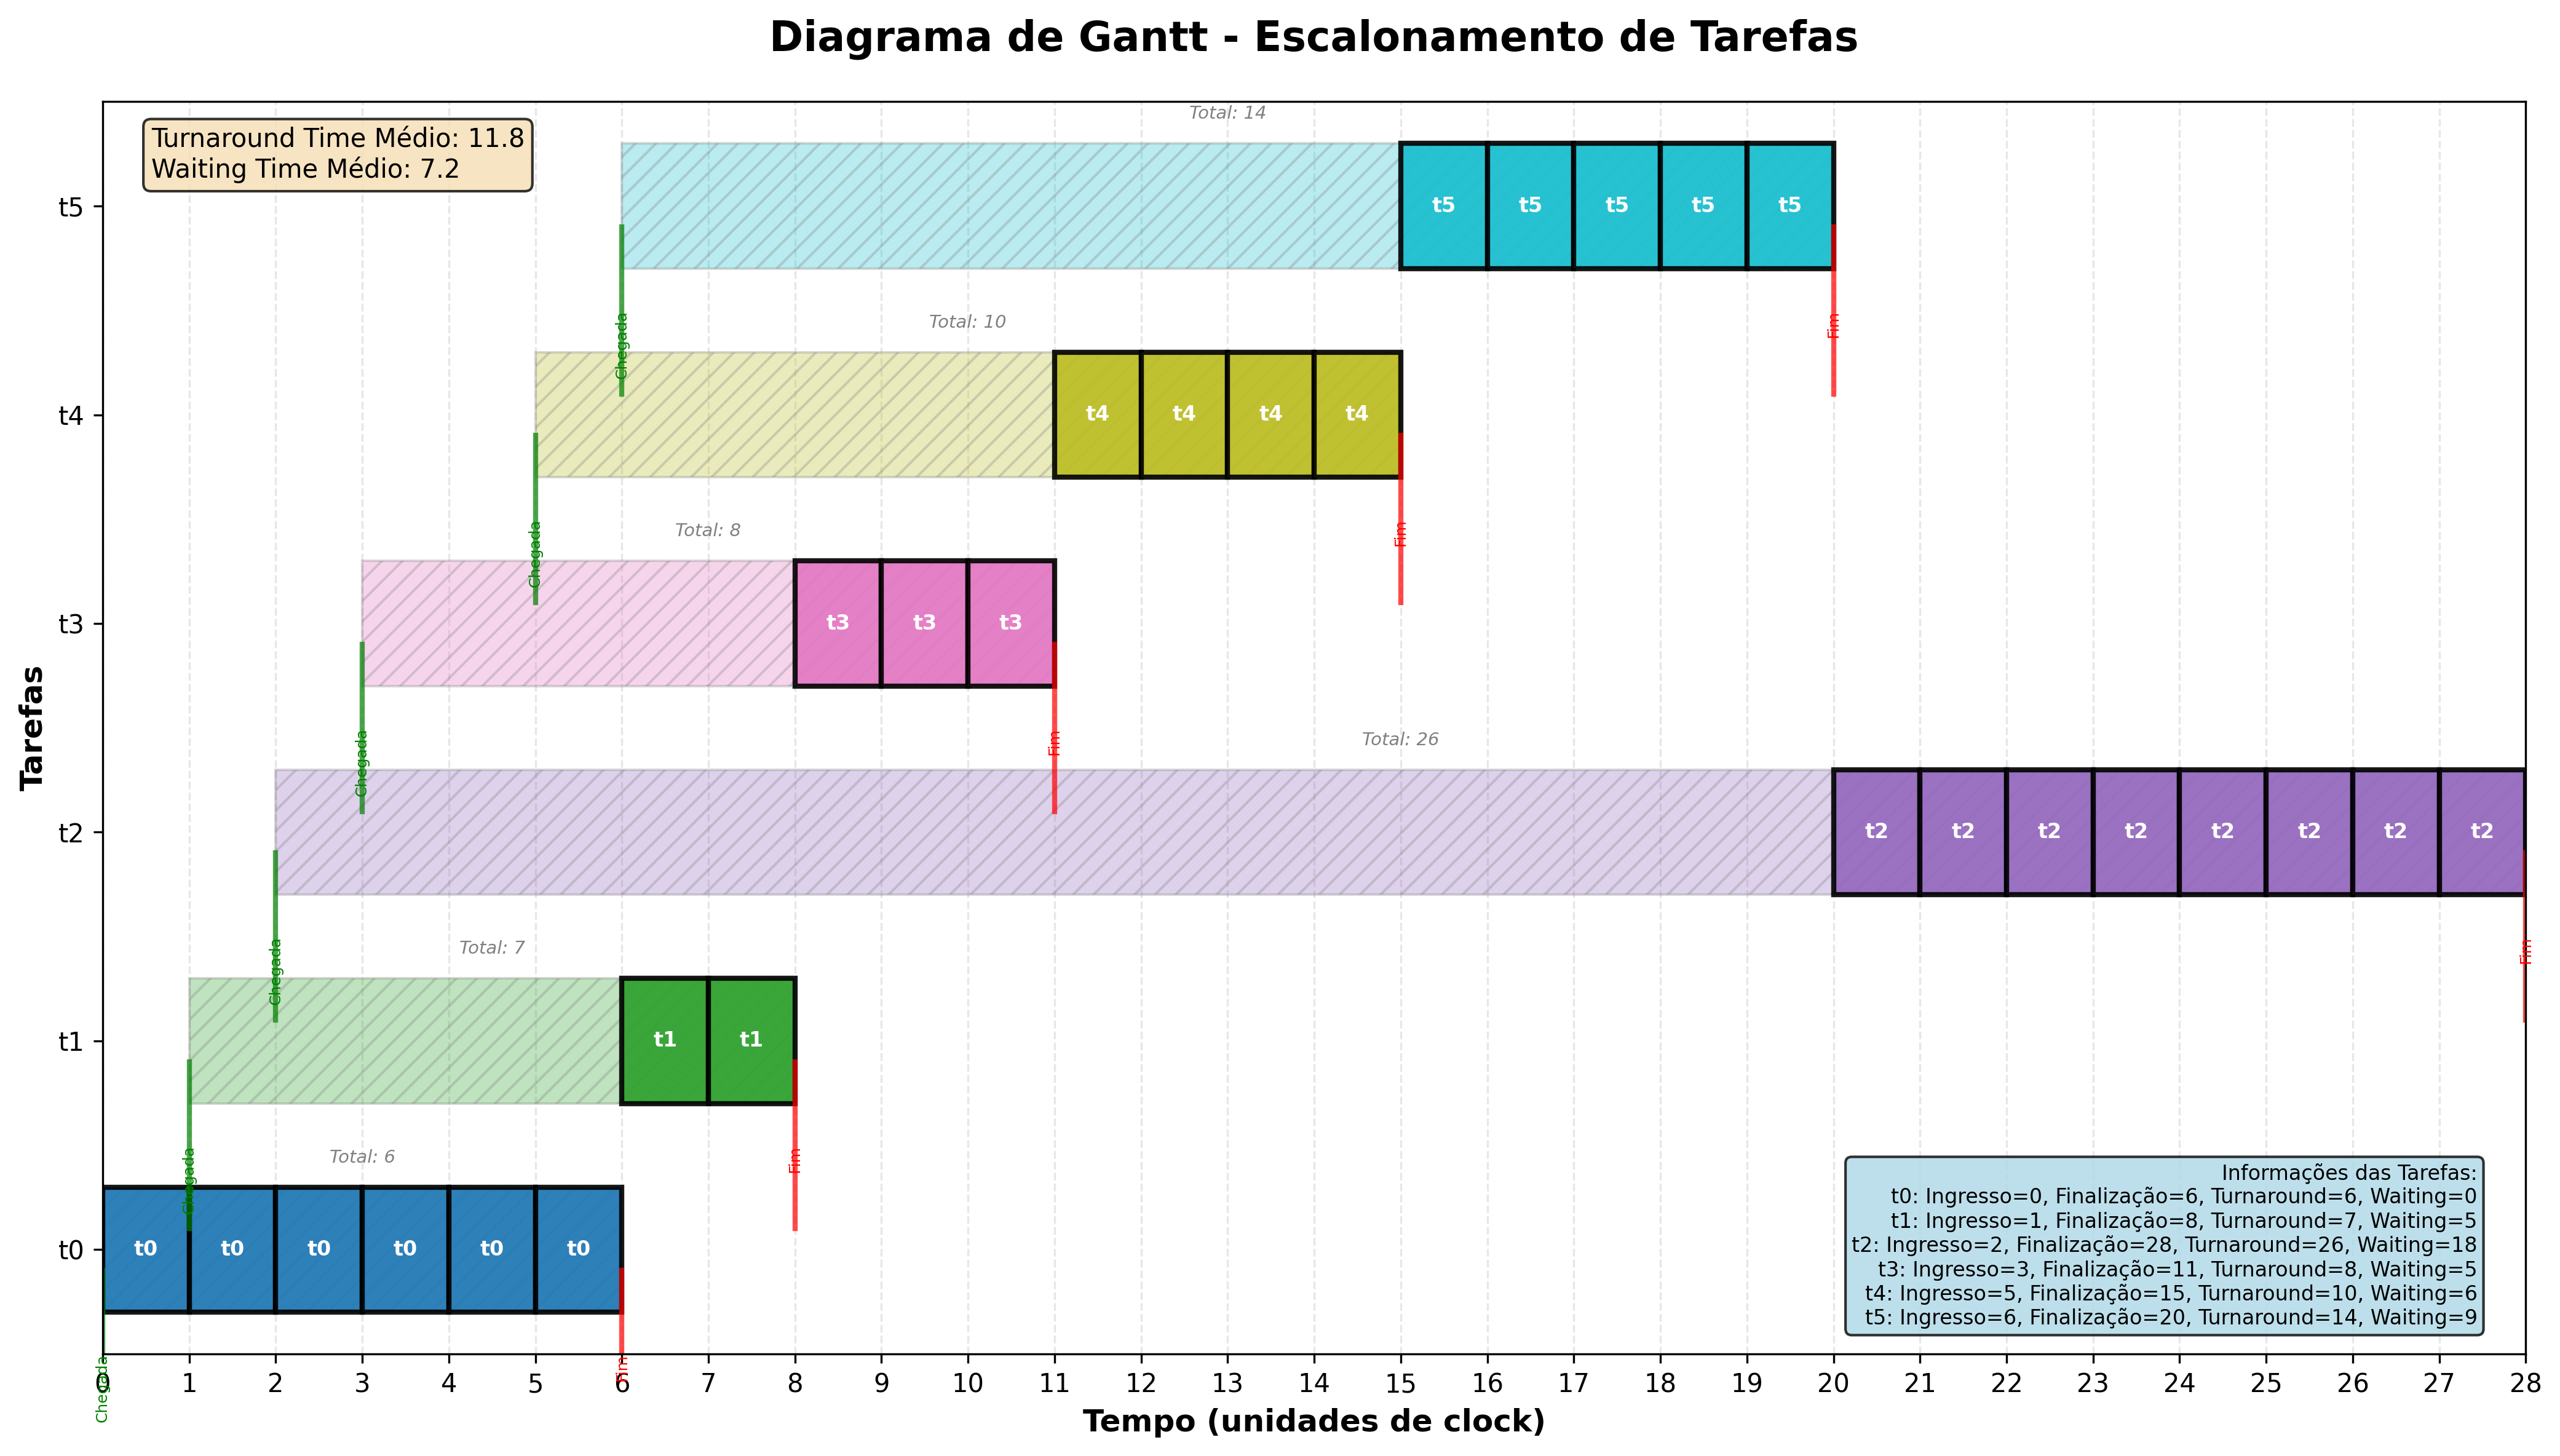 Diagrama de Gantt - Escalonamento de Tarefas
Turnaround Time Médio: 11.8
Waiting Time Médio: 7.2
Total: 14
t5
t5 t5 t5 t5 t5
Chegada
Fim
Total: 10
t4
t4 t4 t4 t4
Chegada
Fim
Total: 8
t3
t3 t3 t3
Chegada
Fim
Total: 26
t2
t2 t2 t2 t2 t2 t2 t2 t2
Chegada
Fim
Total: 7
t1
t1 t1
Chegada
Fim
Total: 6
t0
t0 t0 t0 t0 t0 t0
Chegada
Fim
Tarefas
Informações das Tarefas:
t0: Ingresso=0, Finalização=6, Turnaround=6, Waiting=0
t1: Ingresso=1, Finalização=8, Turnaround=7, Waiting=5
t2: Ingresso=2, Finalização=28, Turnaround=26, Waiting=18
t3: Ingresso=3, Finalização=11, Turnaround=8, Waiting=5
t4: Ingresso=5, Finalização=15, Turnaround=10, Waiting=6
t5: Ingresso=6, Finalização=20, Turnaround=14, Waiting=9
0 1 2 3 4 5 6 7 8 9 10 11 12 13 14 15 16 17 18 19 20 21 22 23 24 25 26 27 28
Tempo (unidades de clock)